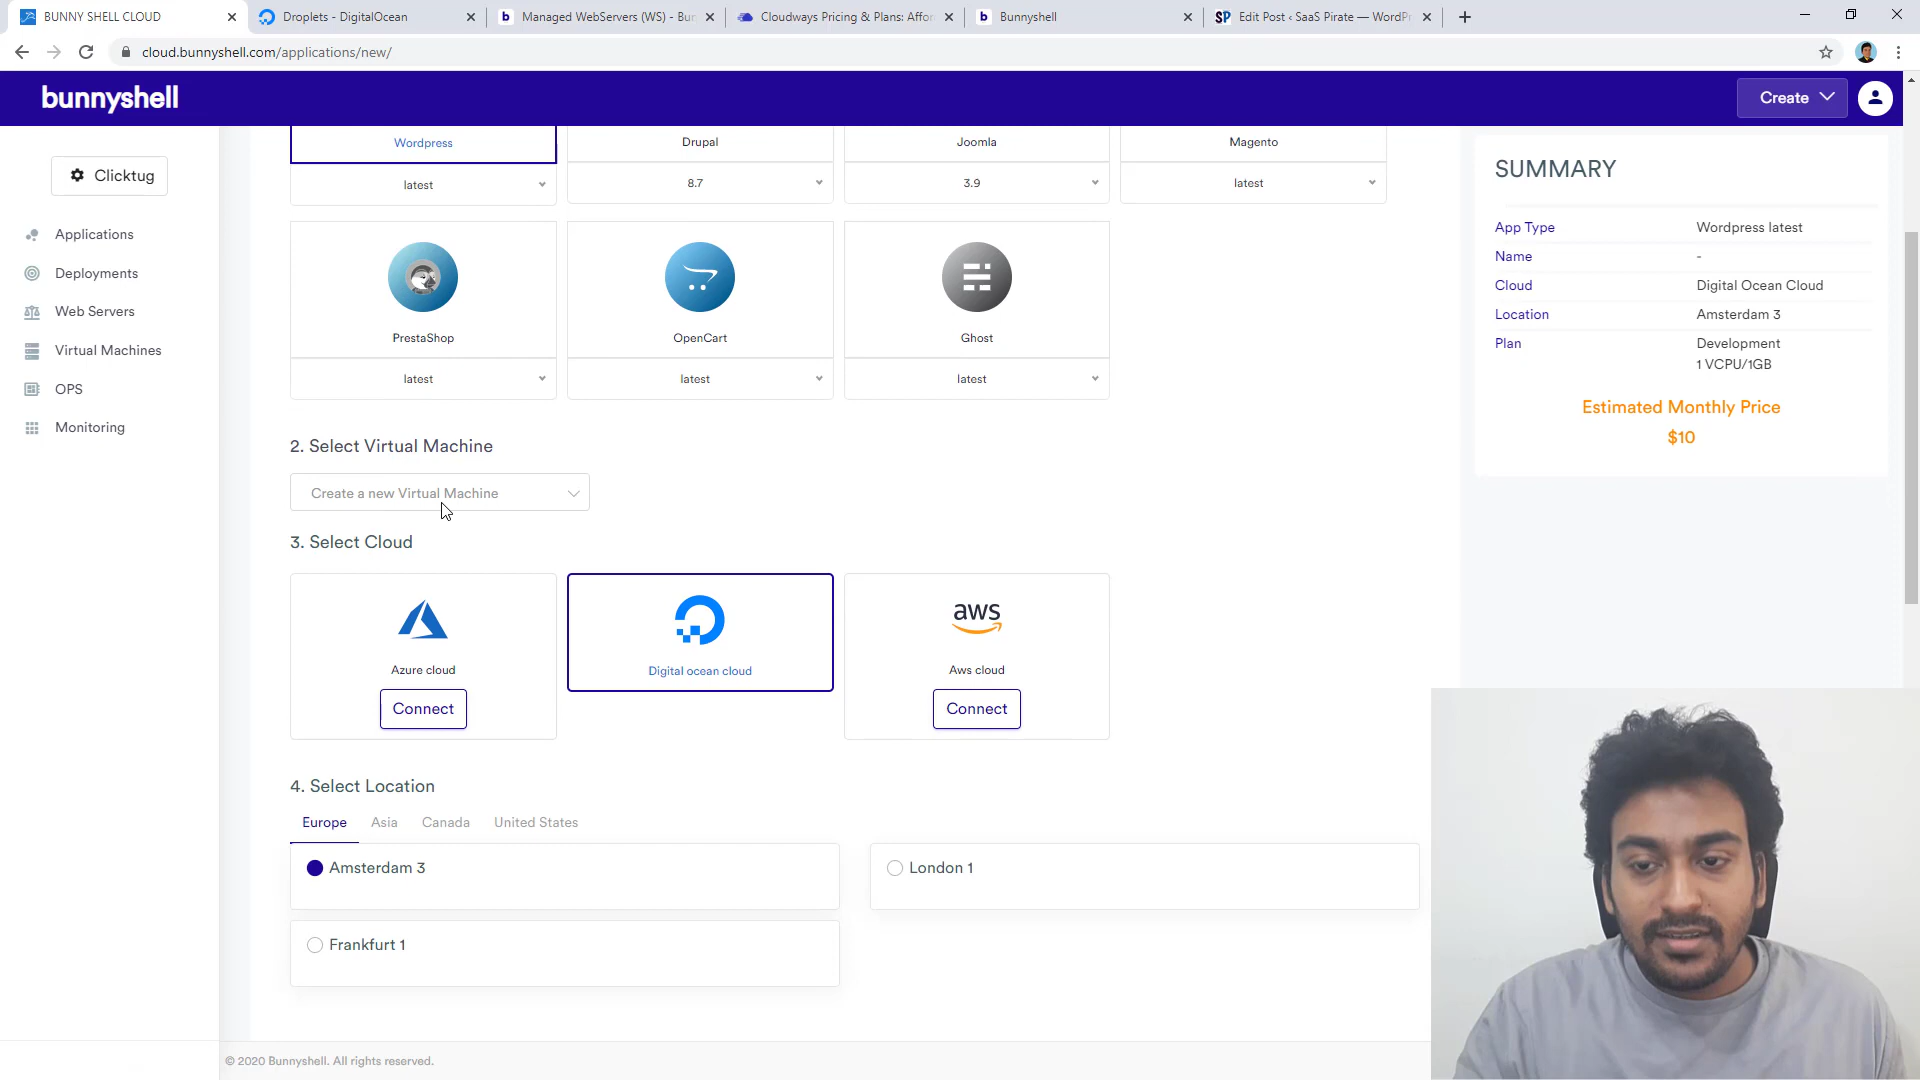 BUNNY SHELL CLOUD
Droplets - DigitalOcean
b Managed WebServers (WS) - Bun
Cloudways Pricing & Plans: Affor
b Bunnyshell
SP Edit Post ‹ SaaS Pirate — WordPr
cloud.bunnyshell.com/applications/new/
bunnyshell
Create
Clicktug
Applications
Deployments
Web Servers
Virtual Machines
OPS
Monitoring
Wordpress
Drupal
Joomla
Magento
latest
8.7
3.9
latest
PrestaShop
OpenCart
Ghost
latest
latest
latest
2. Select Virtual Machine
Create a new Virtual Machine
3. Select Cloud
aws
Azure cloud
Digital ocean cloud
Aws cloud
Connect
Connect
4. Select Location
Europe Asia Canada United States
Amsterdam 3
London 1
Frankfurt 1
© 2020 Bunnyshell. All rights reserved.
SUMMARY
App Type Wordpress latest
Name -
Cloud Digital Ocean Cloud
Location Amsterdam 3
Plan Development
1 VCPU/1GB
Estimated Monthly Price
$10